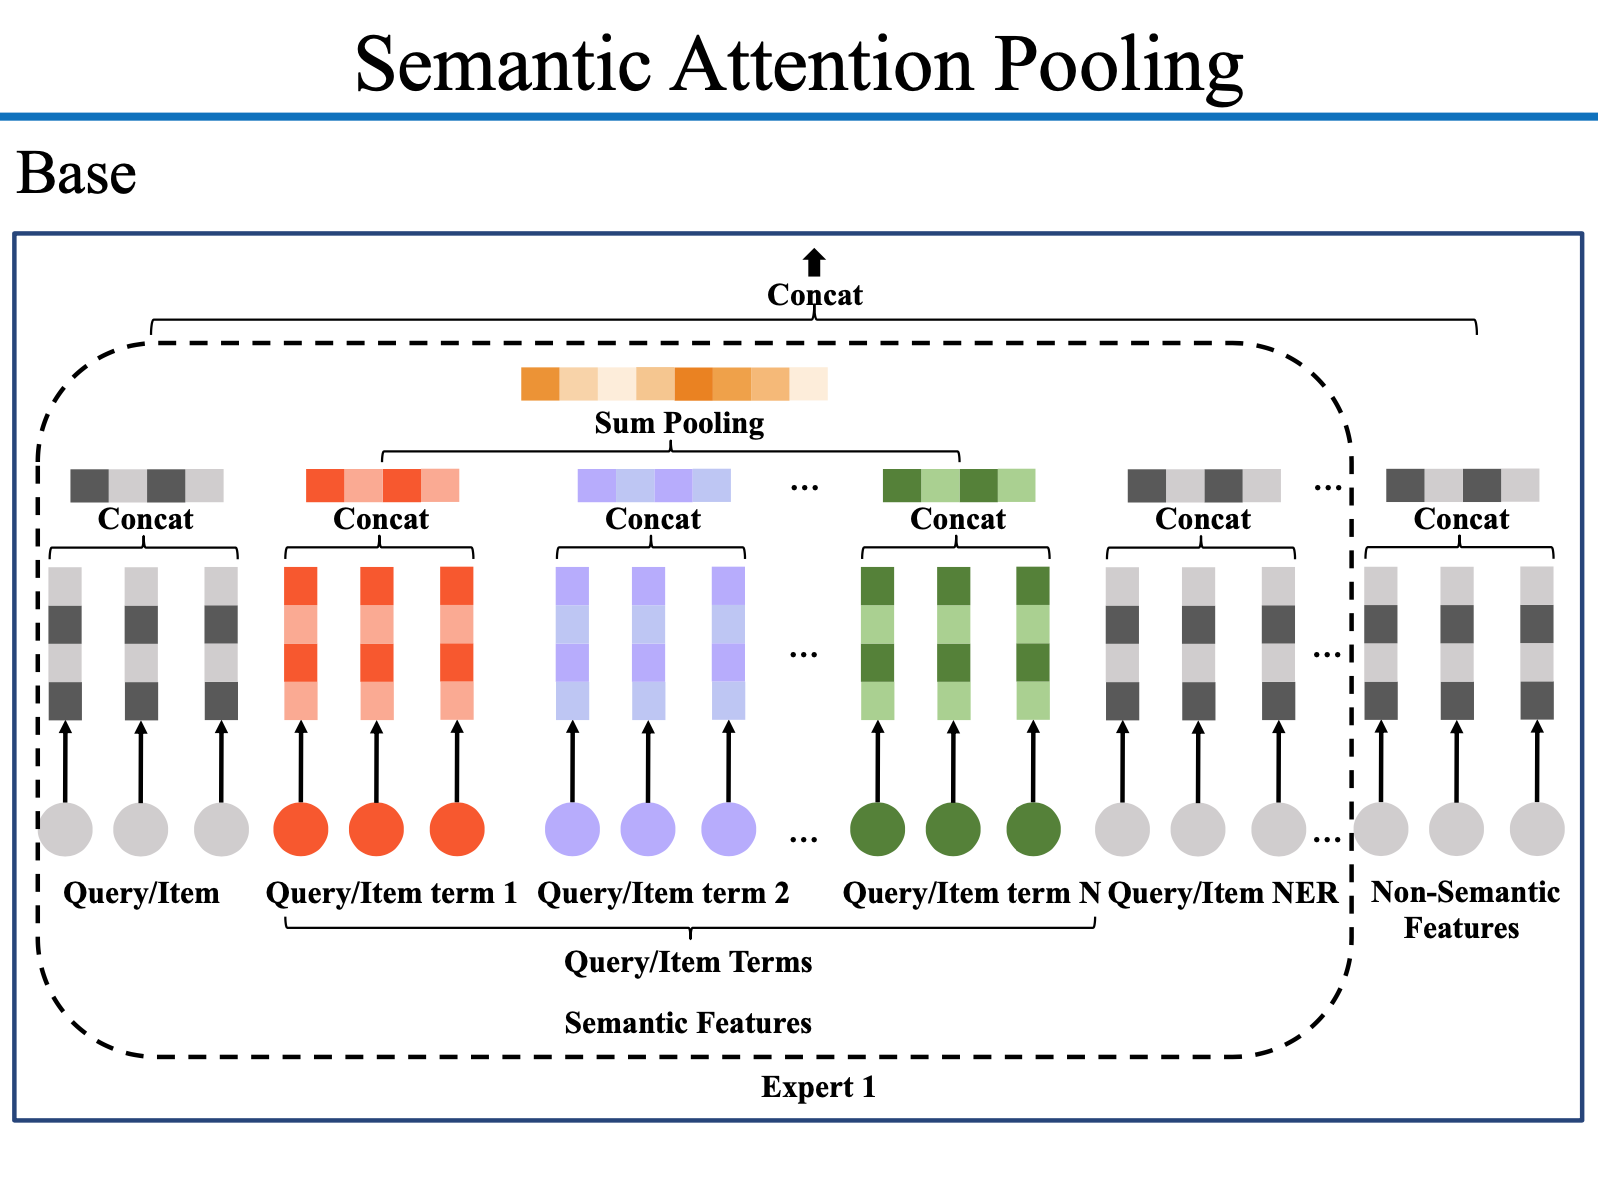 Semantic Attention Pooling
Base
Concat
Sum Pooling
...
...
Concat
Concat
Concat
Concat
Concat
Concat
...
...
...
...
Query/Item
Query/Item term 1
Query/Item term 2
Query/Item term N
Query/Item NER
Non-Semantic
Features
Query/Item Terms
Semantic Features
Expert 1